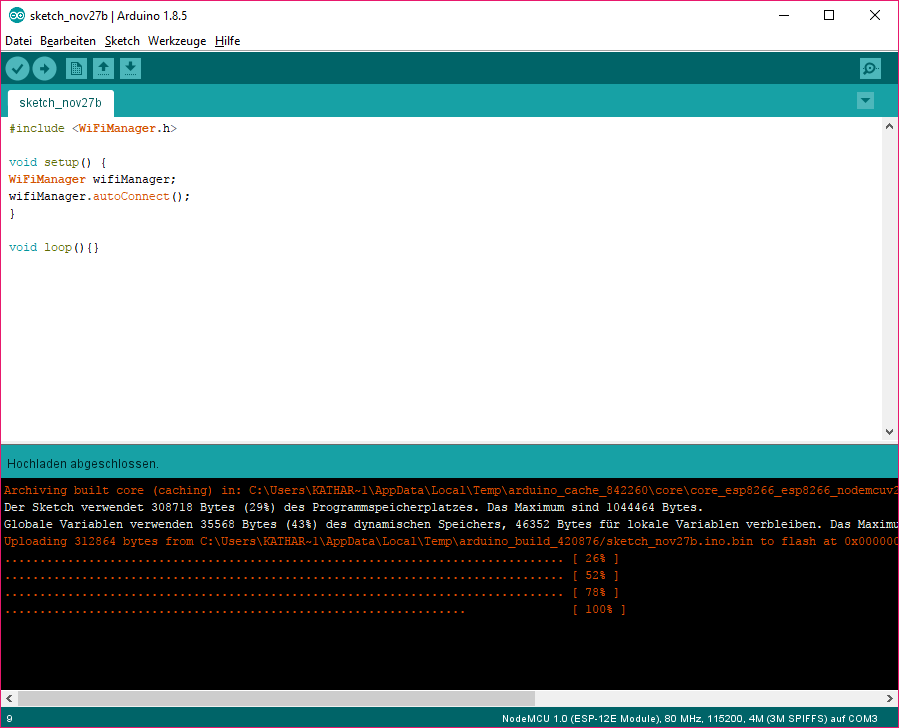 sketch_nov27b | Arduino 1.8.5
Datei Bearbeiten Sketch Werkzeuge Hilfe
sketch_nov27b
#include <WiFiManager.h>
void setup() {
WiFiManager wifiManager;
wifiManager.autoConnect();
}
void loop(){}
Hochladen abgeschlossen.
Archiving built core (caching) in: C:\Users\KATHAR~1\AppData\Local\Temp\arduino_cache_842260\core\core_esp8266_esp8266_nodemcuv2
Der Sketch verwendet 308718 Bytes (29%) des Programmspeicherplatzes. Das Maximum sind 1044464 Bytes.
Globale Variablen verwenden 35568 Bytes (43%) des dynamischen Speichers, 46352 Bytes für lokale Variablen verbleiben. Das Maximu
Uploading 312864 bytes from C:\Users\KATHAR~1\AppData\Local\Temp\arduino_build_420876/sketch_nov27b.ino.bin to flash at 0x000000
................................................................................ [ 26% ]
................................................................................ [ 52% ]
................................................................................ [ 78% ]
.................................................................. [ 100% ]
9 NodeMCU 1.0 (ESP-12E Module), 80 MHz, 115200, 4M (3M SPIFFS) auf COM3